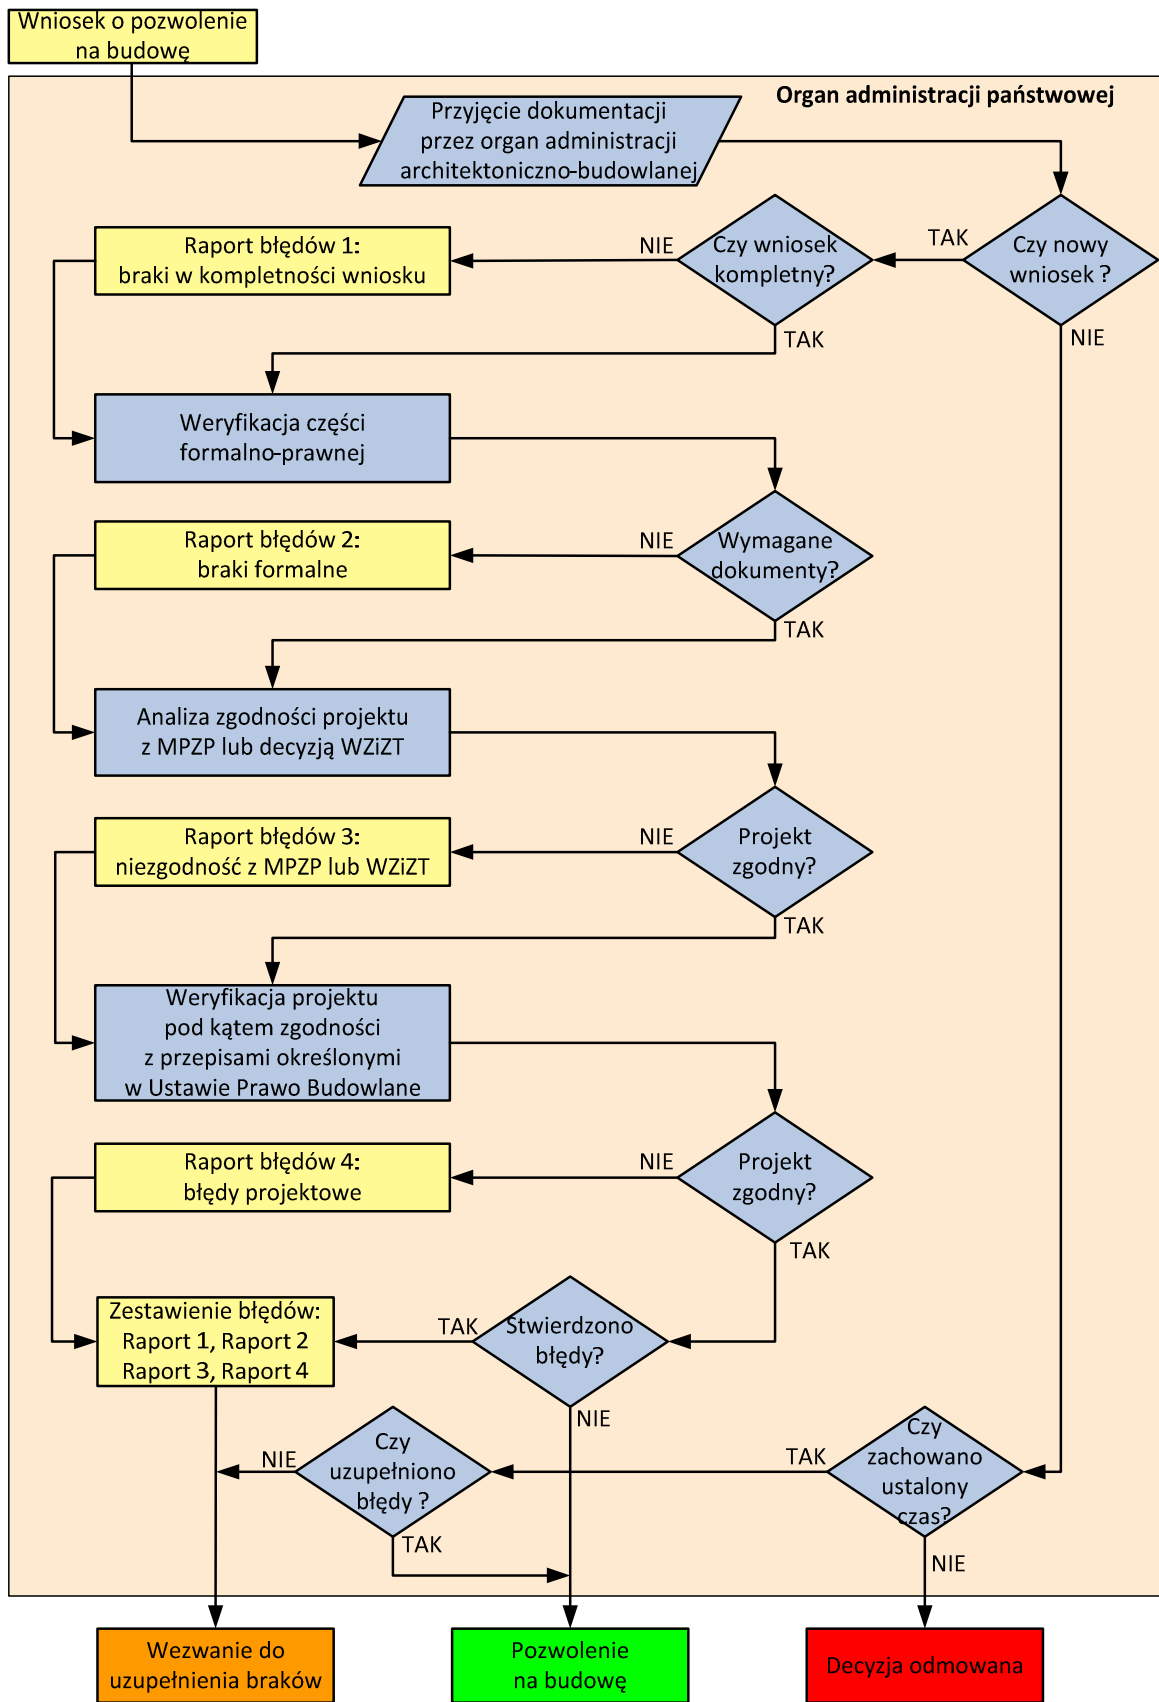 Wniosek o pozwolenie
na budowę
Organ administracji państwowej
Przyjęcie dokumentacji
przez organ administracji
architektoniczno-budowlanej
Czy nowy
wniosek ?
TAK
NIE
Czy wniosek
kompletny?
NIE
TAK
Raport błędów 1:
braki w kompletności wniosku
Weryfikacja części
formalno-prawnej
Wymagane
dokumenty?
NIE
TAK
Raport błędów 2:
braki formalne
Analiza zgodności projektu
z MPZP lub decyzją WZiZT
Projekt
zgodny?
NIE
TAK
Raport błędów 3:
niezgodność z MPZP lub WZiZT
Weryfikacja projektu
pod kątem zgodności
z przepisami określonymi
w Ustawie Prawo Budowlane
Projekt
zgodny?
NIE
TAK
Raport błędów 4:
błędy projektowe
Stwierdzono
błędy?
TAK
NIE
Zestawienie błędów:
Raport 1, Raport 2
Raport 3, Raport 4
Czy
zachowano
ustalony
czas?
TAK
NIE
Czy
uzupełniono
błędy ?
NIE
TAK
Wezwanie do
uzupełnienia braków
Pozwolenie
na budowę
Decyzja odmowana